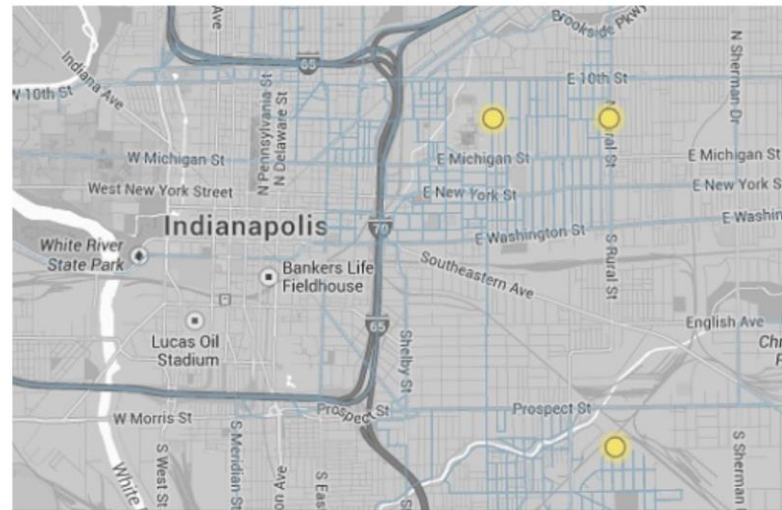 Brookside Pkwy
Ave
65
E 10th St
W 10th St
Indiana Ave
N Sherman Dr
N Pennsylvania St
N Delaware St
W Michigan St
E Michigan St
E Michigan St
West New York Street
E New York St
E New York St
Indianapolis
70
E Washington St
White River
State Park
Bankers Life
Fieldhouse
Southeastern Ave
S Rural St
English Ave
65
Lucas Oil
Stadium
Shelby St
Prospect St
Prospect St
W Morris St
S West St
S Meridian St
White